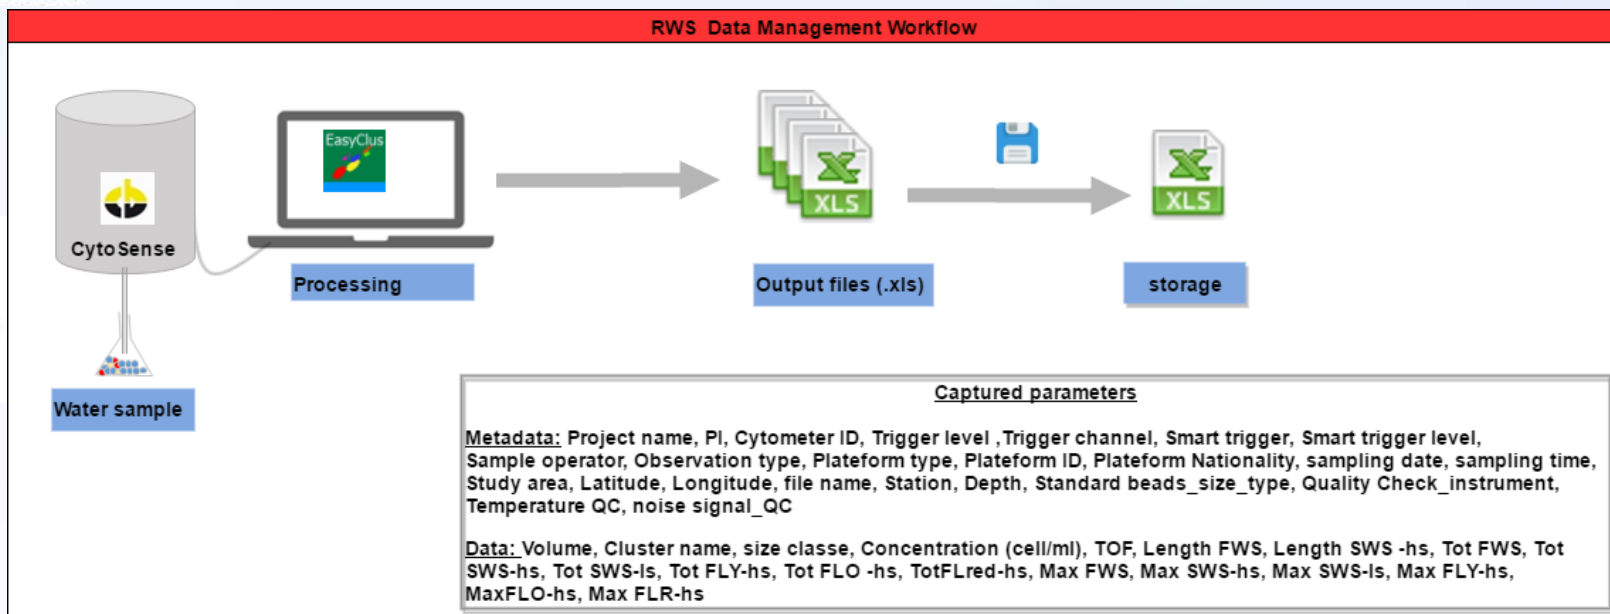 RWS Data Management Workflow
EasyClus
XLS
XLS
CytoSense
Processing
Output files (.xls)
storage
Water sample
Captured parameters
Metadata: Project name, PI, Cytometer ID, Trigger level ,Trigger channel, Smart trigger, Smart trigger level,
Sample operator, Observation type, Plateform type, Plateform ID, Plateform Nationality, sampling date, sampling time,
Study area, Latitude, Longitude, file name, Station, Depth, Standard beads_size_type, Quality Check_instrument,
Temperature QC, noise signal_QC
Data: Volume, Cluster name, size classe, Concentration (cell/ml), TOF, Length FWS, Length SWS -hs, Tot FWS, Tot
SWS-hs, Tot SWS-ls, Tot FLY-hs, Tot FLO -hs, TotFLred-hs, Max FWS, Max SWS-hs, Max SWS-ls, Max FLY-hs,
MaxFLO-hs, Max FLR-hs